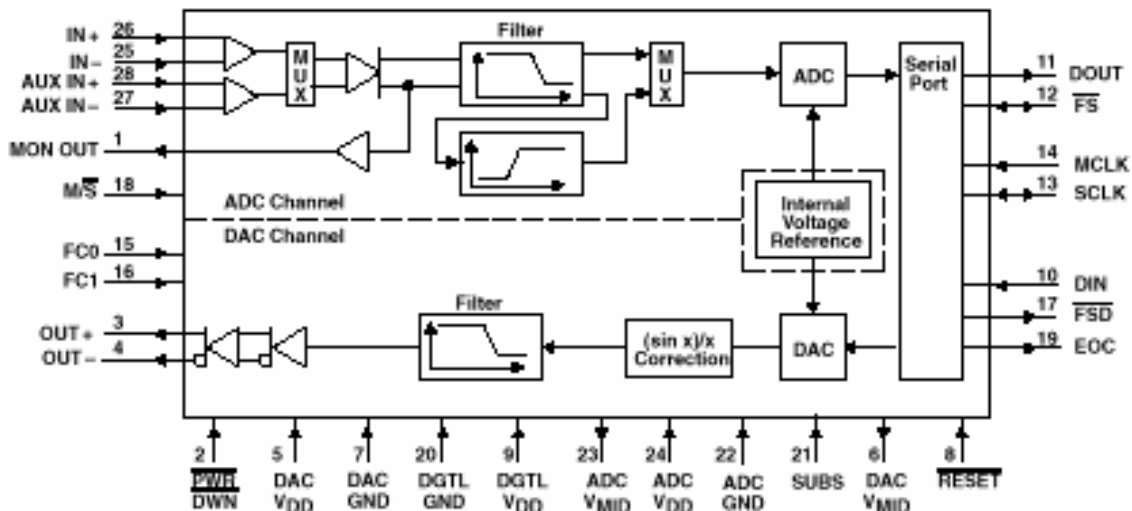 IN+ 26
IN– 25
AUX IN+ 28
AUX IN– 27
MON OUT 1
M/S 18
FC0 15
FC1 16
OUT+ 3
OUT– 4
MUX
Filter
MUX
ADC
Serial
Port
11 DOUT
12 FS
14 MCLK
13 SCLK
10 DIN
17 FSD
19 EOC
ADC Channel
DAC Channel
Internal
Voltage
Reference
Filter
(sin x)/x
Correction
DAC
2 5 7 20 9 23 24 22 21 6 8
PWR DAC DAC DGTL DGTL ADC ADC ADC SUBS DAC RESET
DWN VDD GND GND VDD VMID VDD GND VMID